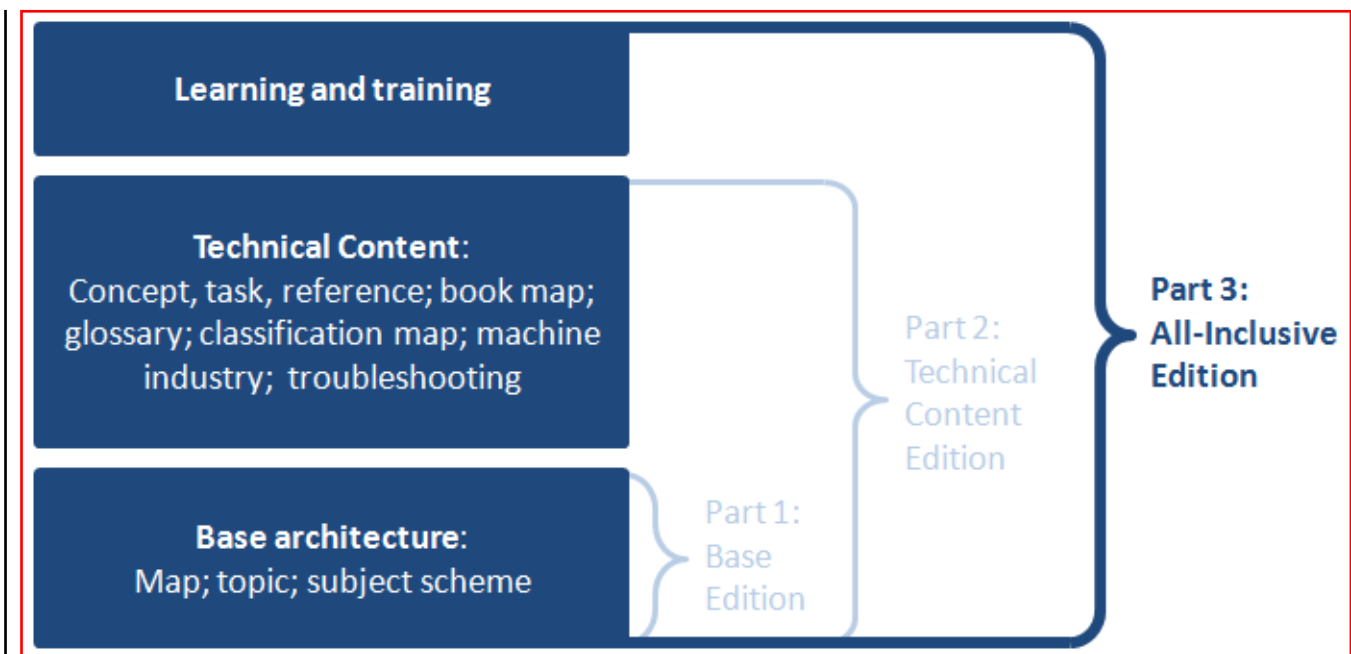 Learning and training
Technical Content:
Concept, task, reference; book map;
glossary; classification map; machine
industry; troubleshooting
Base architecture:
Map; topic; subject scheme
Part 1:
Base
Edition
Part 2:
Technical
Content
Edition
Part 3:
All-Inclusive
Edition